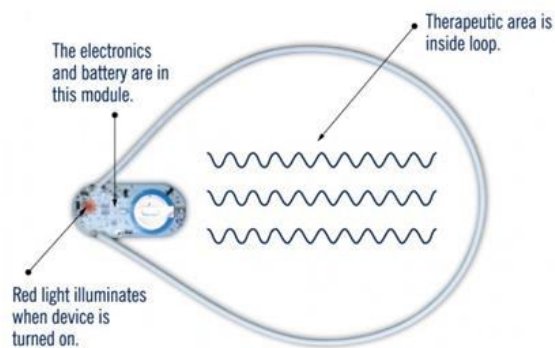 Therapeutic area is
inside loop.
The electronics
and battery are in
this module.
Red light illuminates
when device is
turned on.